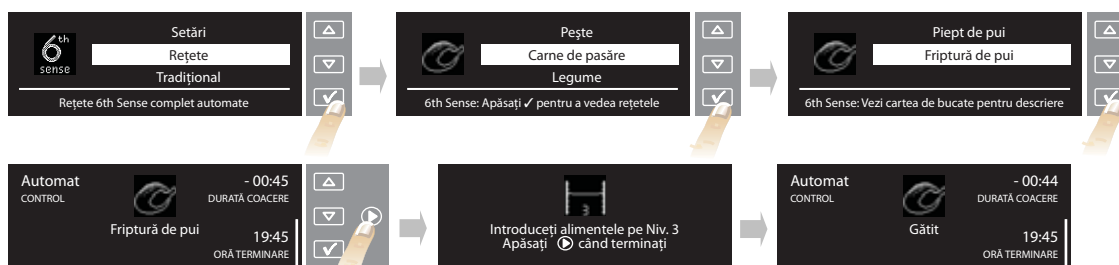 6th
sense
Setări
Rețete
Tradițional
Rețete 6th Sense complet automate
Pește
Carne de pasăre
Legume
6th Sense: Apăsați ✓ pentru a vedea rețetele
Piept de pui
Friptură de pui
6th Sense: Vezi cartea de bucate pentru descriere
Automat
CONTROL
Friptură de pui
- 00:45
DURATĂ COACERE
19:45
ORĂ TERMINARE
3
Introduceți alimentele pe Niv. 3
Apăsați când terminați
Automat
CONTROL
Gătit
- 00:44
DURATĂ COACERE
19:45
ORĂ TERMINARE